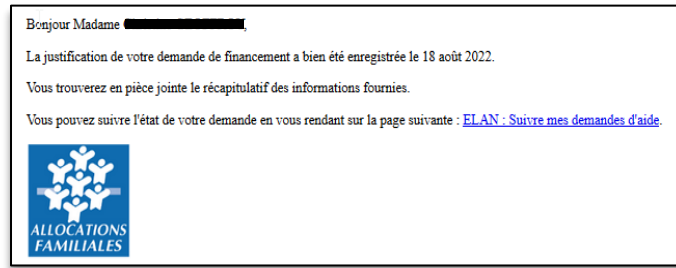 Bonjour Madame
La justification de votre demande de financement a bien été enregistrée le 18 août 2022.
Vous trouverez en pièce jointe le récapitulatif des informations fournies.
Vous pouvez suivre l'état de votre demande en vous rendant sur la page suivante : ELAN : Suivre mes demandes d'aide.
ALLOCATIONS
FAMILIALES